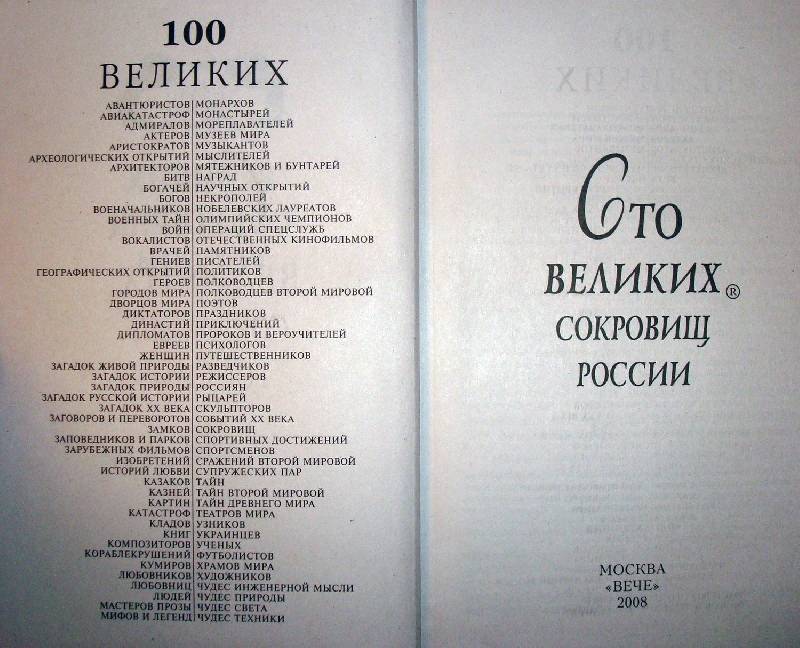 100
ВЕЛИКИХ
АВАНТЮРИСТОВ
АВИАКАТАСТРОФ
АДМИРАЛОВ
АКТЕРОВ
АРИСТОКРАТОВ
АРХЕОЛОГИЧЕСКИХ ОТКРЫТИЙ
АРХИТЕКТОРОВ
БИТВ
БОГАЧЕЙ
БОГОВ
ВОЕНАЧАЛЬНИКОВ
ВОЕННЫХ ТАЙН
ВОЙН
ВОКАЛИСТОВ
ВРАЧЕЙ
ГЕНИЕВ
ГЕОГРАФИЧЕСКИХ ОТКРЫТИЙ
ГЕРОЕВ
ГОРОДОВ МИРА
ДВОРЦОВ МИРА
ДИКТАТОРОВ
ДИНАСТИЙ
ДИПЛОМАТОВ
ЕВРЕЕВ
ЖЕНЩИН
ЗАГАДОК ЖИВОЙ ПРИРОДЫ
ЗАГАДОК ИСТОРИИ
ЗАГАДОК ПРИРОДЫ
ЗАГАДОК РУССКОЙ ИСТОРИИ
ЗАГАДОК XX ВЕКА
ЗАГОВОРОВ И ПЕРЕВОРОТОВ
ЗАМКОВ
ЗАПОВЕДНИКОВ И ПАРКОВ
ЗАРУБЕЖНЫХ ФИЛЬМОВ
ИЗОБРЕТЕНИЙ
ИСТОРИЙ ЛЮБВИ
КАЗАКОВ
КАЗНЕЙ
КАРТИН
КАТАСТРОФ
КЛАДОВ
КНИГ
КОМПОЗИТОРОВ
КОРАБЛЕКРУШЕНИЙ
КУМИРОВ
ЛЮБОВНИКОВ
ЛЮБОВНИЦ
ЛЮДЕЙ
МАСТЕРОВ ПРОЗЫ
МИФОВ И ЛЕГЕНД
МОНАРХОВ
МОНАСТЫРЕЙ
МОРЕПЛАВАТЕЛЕЙ
МУЗЕЕВ МИРА
МУЗЫКАНТОВ
МЫСЛИТЕЛЕЙ
МЯТЕЖНИКОВ И БУНТАРЕЙ
НАГРАД
НАУЧНЫХ ОТКРЫТИЙ
НЕКРОПОЛЕЙ
НОБЕЛЕВСКИХ ЛАУРЕАТОВ
ОЛИМПИЙСКИХ ЧЕМПИОНОВ
ОПЕРАЦИЙ СПЕЦСЛУЖБ
ОТЕЧЕСТВЕННЫХ КИНОФИЛЬМОВ
ПАМЯТНИКОВ
ПИСАТЕЛЕЙ
ПОЛИТИКОВ
ПОЛКОВОДЦЕВ
ПОЛКОВОДЦЕВ ВТОРОЙ МИРОВОЙ
ПОЭТОВ
ПРАЗДНИКОВ
ПРИКЛЮЧЕНИЙ
ПРОРОКОВ И ВЕРОУЧИТЕЛЕЙ
ПСИХОЛОГОВ
ПУТЕШЕСТВЕННИКОВ
РАЗВЕДЧИКОВ
РЕЖИССЕРОВ
РОССИЯН
РЫЦАРЕЙ
СКУЛЬПТОРОВ
СОБЫТИЙ XX ВЕКА
СОКРОВИЩ
СПОРТИВНЫХ ДОСТИЖЕНИЙ
СПОРТСМЕНОВ
СРАЖЕНИЙ ВТОРОЙ МИРОВОЙ
СУПРУЖЕСКИХ ПАР
ТАЙН
ТАЙН ВТОРОЙ МИРОВОЙ
ТАЙН ДРЕВНЕГО МИРА
ТЕАТРОВ МИРА
УЗНИКОВ
УКРАИНЦЕВ
УЧЕНЫХ
ФУТБОЛИСТОВ
ХРАМОВ МИРА
ХУДОЖНИКОВ
ЧУДЕС ИНЖЕНЕРНОЙ МЫСЛИ
ЧУДЕС ПРИРОДЫ
ЧУДЕС СВЕТА
ЧУДЕС ТЕХНИКИ
Сто
ВЕЛИКИХ®
СОКРОВИЩ
РОССИИ
МОСКВА
«ВЕЧЕ»
2008